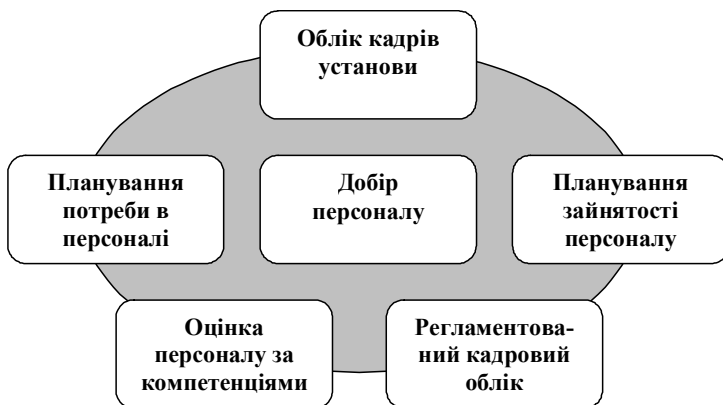 Облік кадрів
установи
Планування
потреби в
персоналі
Добір
персоналу
Планування
зайнятості
персоналу
Оцінка
персоналу за
компетенціями
Регламентова-
ний кадровий
облік